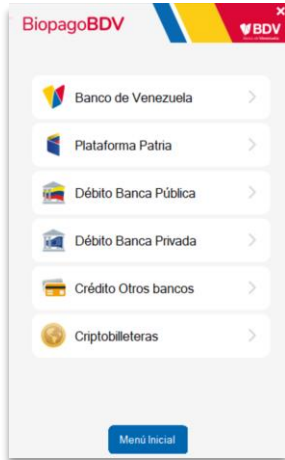 BiopagoBDV
BDV
Banco de Venezuela
Plataforma Patria
Débito Banca Pública
Débito Banca Privada
Crédito Otros bancos
Criptobilleteras
Menú Inicial